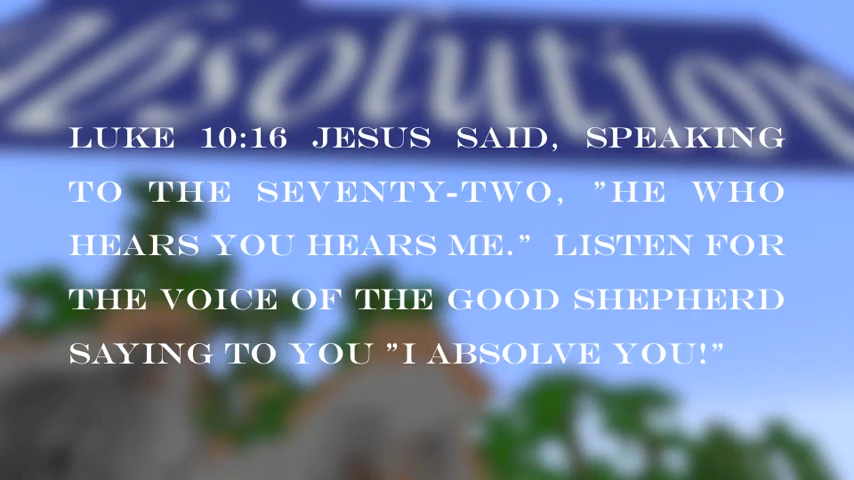 Absolution
LUKE 10:16 JESUS SAID, SPEAKING
TO THE SEVENTY-TWO, "HE WHO
HEARS YOU HEARS ME." LISTEN FOR
THE VOICE OF THE GOOD SHEPHERD
SAYING TO YOU "I ABSOLVE YOU!"